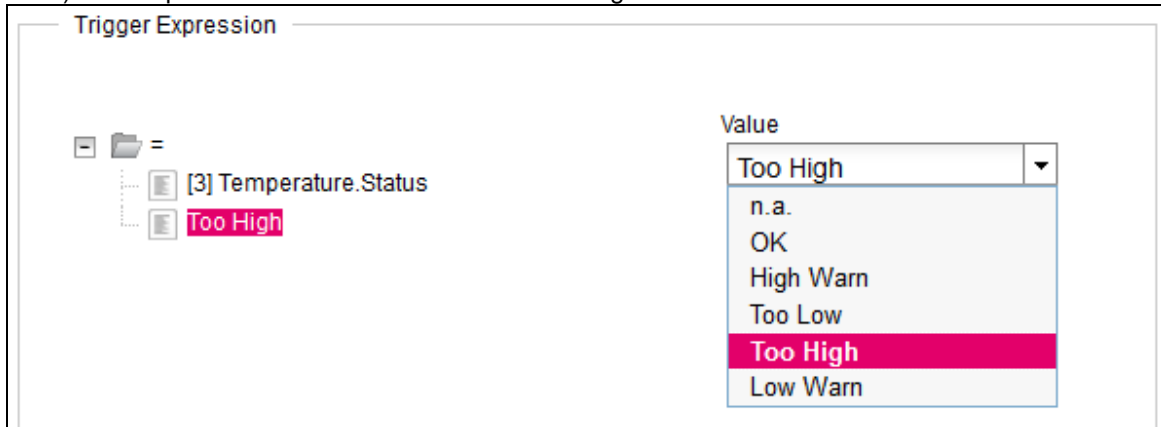 Trigger Expression
=
[3] Temperature.Status
Too High
Value
Too High
n.a.
OK
High Warn
Too Low
Too High
Low Warn